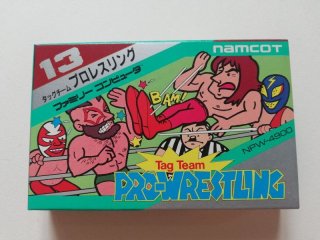 13
namcot
タッグチーム プロレスリング
ファミリー コンピュータ
BAM!
NPW-4900
Tag Team
PRO-WRESTLING